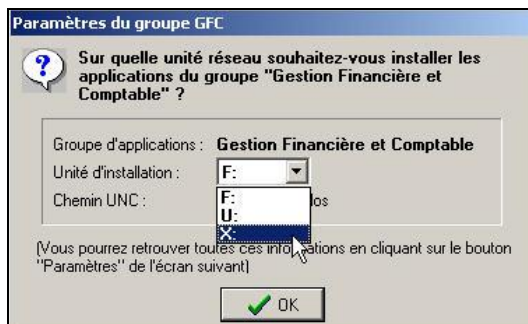 Paramètres du groupe GFC
Sur quelle unité réseau souhaitez-vous installer les
applications du groupe "Gestion Financière et
Comptable" ?
Groupe d'applications : Gestion Financière et Comptable
Unité d'installation : F:
Chemin UNC : F: los
U:
X:
(Vous pourrez retrouver toutes ces informations en cliquant sur le bouton
"Paramètres" de l'écran suivant)
OK